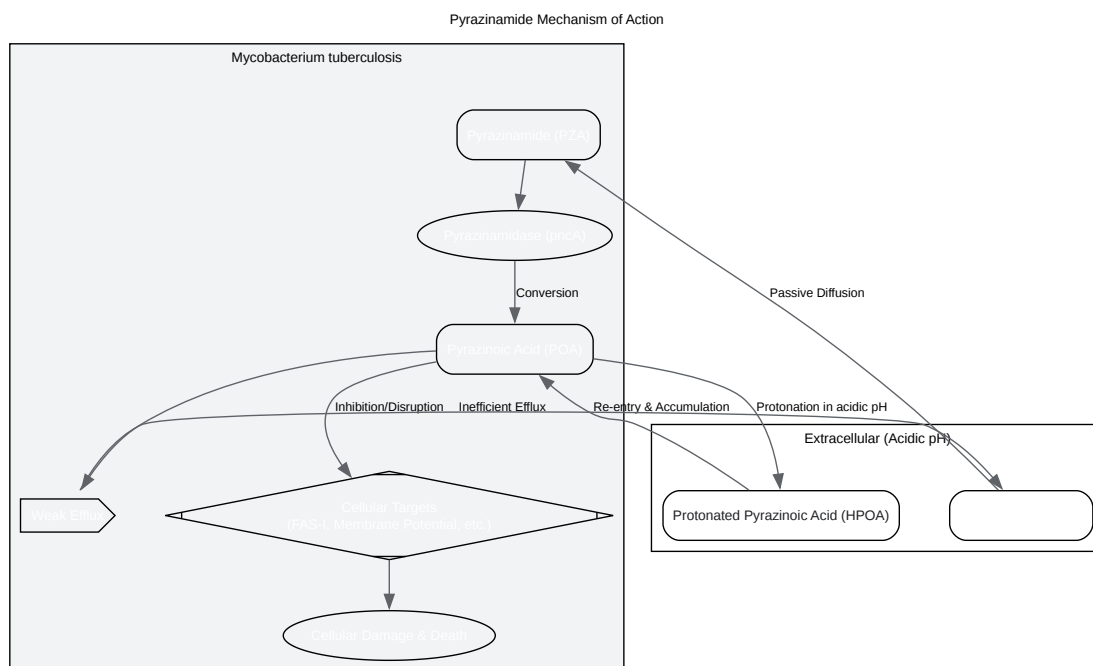 Pyrazinamide Mechanism of Action
Mycobacterium tuberculosis
Pyrazinamide (PZA)
Pyrazinamidase (pncA)
Conversion
Passive Diffusion
Pyrazinoic Acid (POA)
Inhibition/Disruption
Inefficient Efflux
Re-entry & Accumulation
Protonation in acidic pH
Extracellular (Acidic pH)
Weak Efflux
Cellular Targets
(FAS-I, Membrane Potential, etc.)
Protonated Pyrazinoic Acid (HPOA)
Cellular Damage & Death